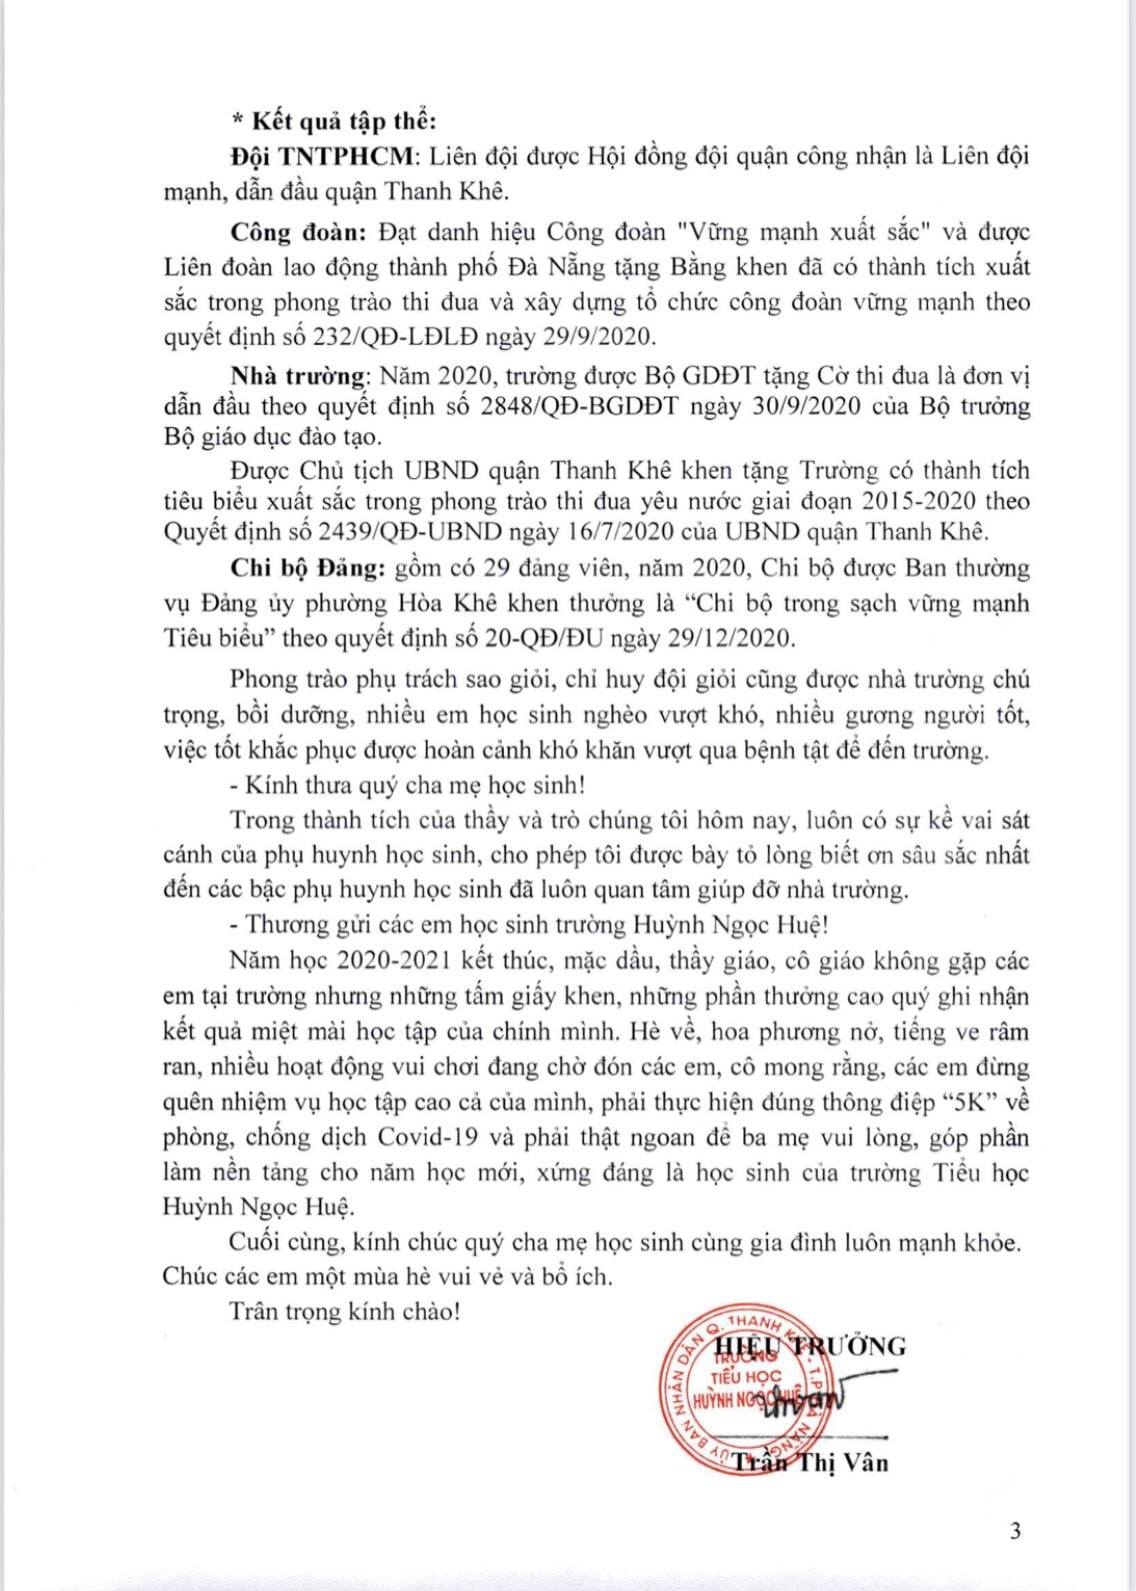 * Kết quả tập thể:
Đội TNTPHCM: Liên đội được Hội đồng đội quận công nhận là Liên đội
mạnh, dẫn đầu quận Thanh Khê.
Công đoàn: Đạt danh hiệu Công đoàn "Vững mạnh xuất sắc" và được
Liên đoàn lao động thành phố Đà Nẵng tặng Bằng khen đã có thành tích xuất
sắc trong phong trào thi đua và xây dựng tổ chức công đoàn vững mạnh theo
quyết định số 232/QĐ-LĐLĐ ngày 29/9/2020.
Nhà trường: Năm 2020, trường được Bộ GDĐT tặng Cờ thi đua là đơn vị
dẫn đầu theo quyết định số 2848/QĐ-BGDĐT ngày 30/9/2020 của Bộ trưởng
Bộ giáo dục đào tạo.
Được Chủ tịch UBND quận Thanh Khê khen tặng Trường có thành tích
tiêu biểu xuất sắc trong phong trào thi đua yêu nước giai đoạn 2015-2020 theo
Quyết định số 2439/QĐ-UBND ngày 16/7/2020 của UBND quận Thanh Khê.
Chi bộ Đảng: gồm có 29 đảng viên, năm 2020, Chi bộ được Ban thường
vụ Đảng ủy phường Hòa Khê khen thưởng là “Chi bộ trong sạch vững mạnh
Tiêu biểu” theo quyết định số 20-QĐ/ĐU ngày 29/12/2020.
Phong trào phụ trách sao giỏi, chỉ huy đội giỏi cũng được nhà trường chú
trọng, bồi dưỡng, nhiều em học sinh nghèo vượt khó, nhiều gương người tốt,
việc tốt khắc phục được hoàn cảnh khó khăn vượt qua bệnh tật để đến trường.
- Kính thưa quý cha mẹ học sinh!
Trong thành tích của thầy và trò chúng tôi hôm nay, luôn có sự kề vai sát
cánh của phụ huynh học sinh, cho phép tôi được bày tỏ lòng biết ơn sâu sắc nhất
đến các bậc phụ huynh học sinh đã luôn quan tâm giúp đỡ nhà trường.
- Thương gửi các em học sinh trường Huỳnh Ngọc Huệ!
Năm học 2020-2021 kết thúc, mặc dầu, thầy giáo, cô giáo không gặp các
em tại trường nhưng những tấm giấy khen, những phần thưởng cao quý ghi nhận
kết quả miệt mài học tập của chính mình. Hè về, hoa phương nở, tiếng ve râm
ran, nhiều hoạt động vui chơi đang chờ đón các em, cô mong rằng, các em đừng
quên nhiệm vụ học tập cao cả của mình, phải thực hiện đúng thông điệp “5K” về
phòng, chống dịch Covid-19 và phải thật ngoan để ba mẹ vui lòng, góp phần
làm nền tảng cho năm học mới, xứng đáng là học sinh của trường Tiểu học
Huỳnh Ngọc Huệ.
Cuối cùng, kính chúc quý cha mẹ học sinh cùng gia đình luôn mạnh khỏe.
Chúc các em một mùa hè vui vẻ và bổ ích.
Trân trọng kính chào!
HIỆU TRƯỞNG
ỦY BAN NHÂN DÂN Q. THANH KHÊ - T.P ĐÀ NẴNG
TRƯỜNG
TIỂU HỌC
HUỲNH NGỌC HUỆ
Trần Thị Vân
3